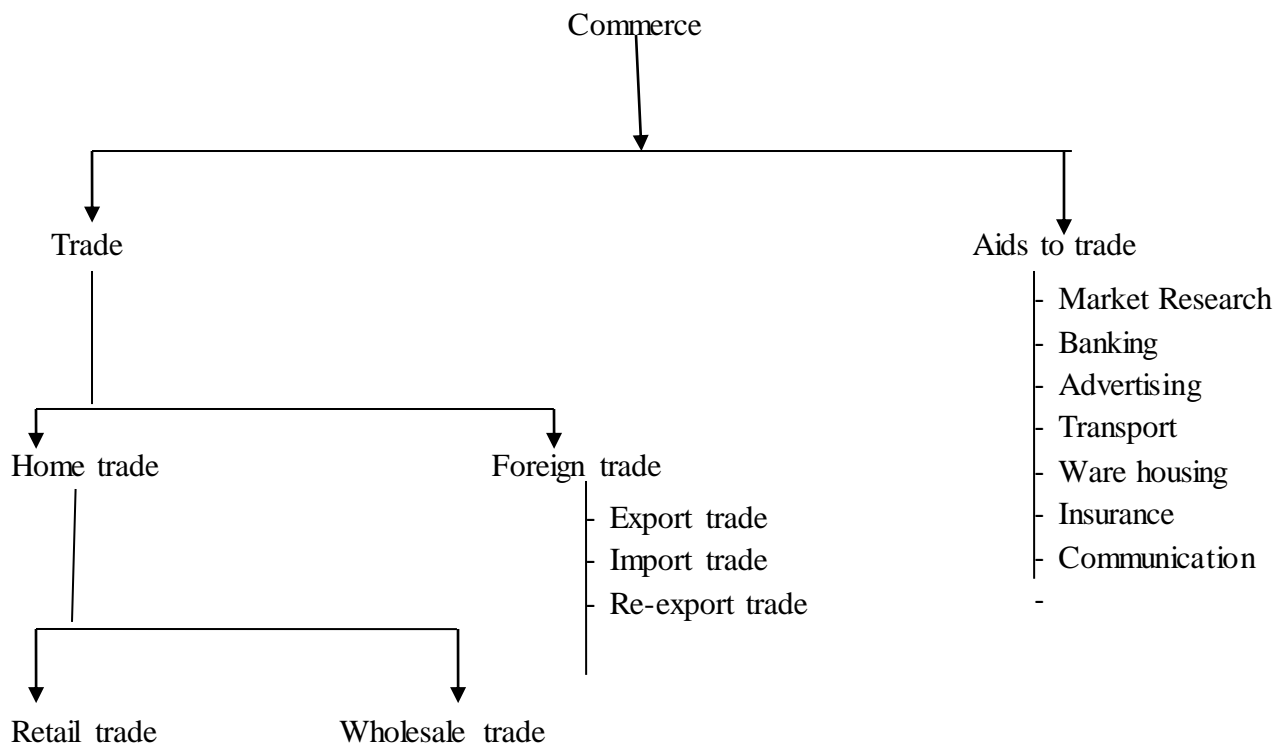 Commerce
Trade
Aids to trade
- Market Research
- Banking
- Advertising
- Transport
- Ware housing
- Insurance
- Communication
-
Home trade
Foreign trade
- Export trade
- Import trade
- Re-export trade
Retail trade
Wholesale trade